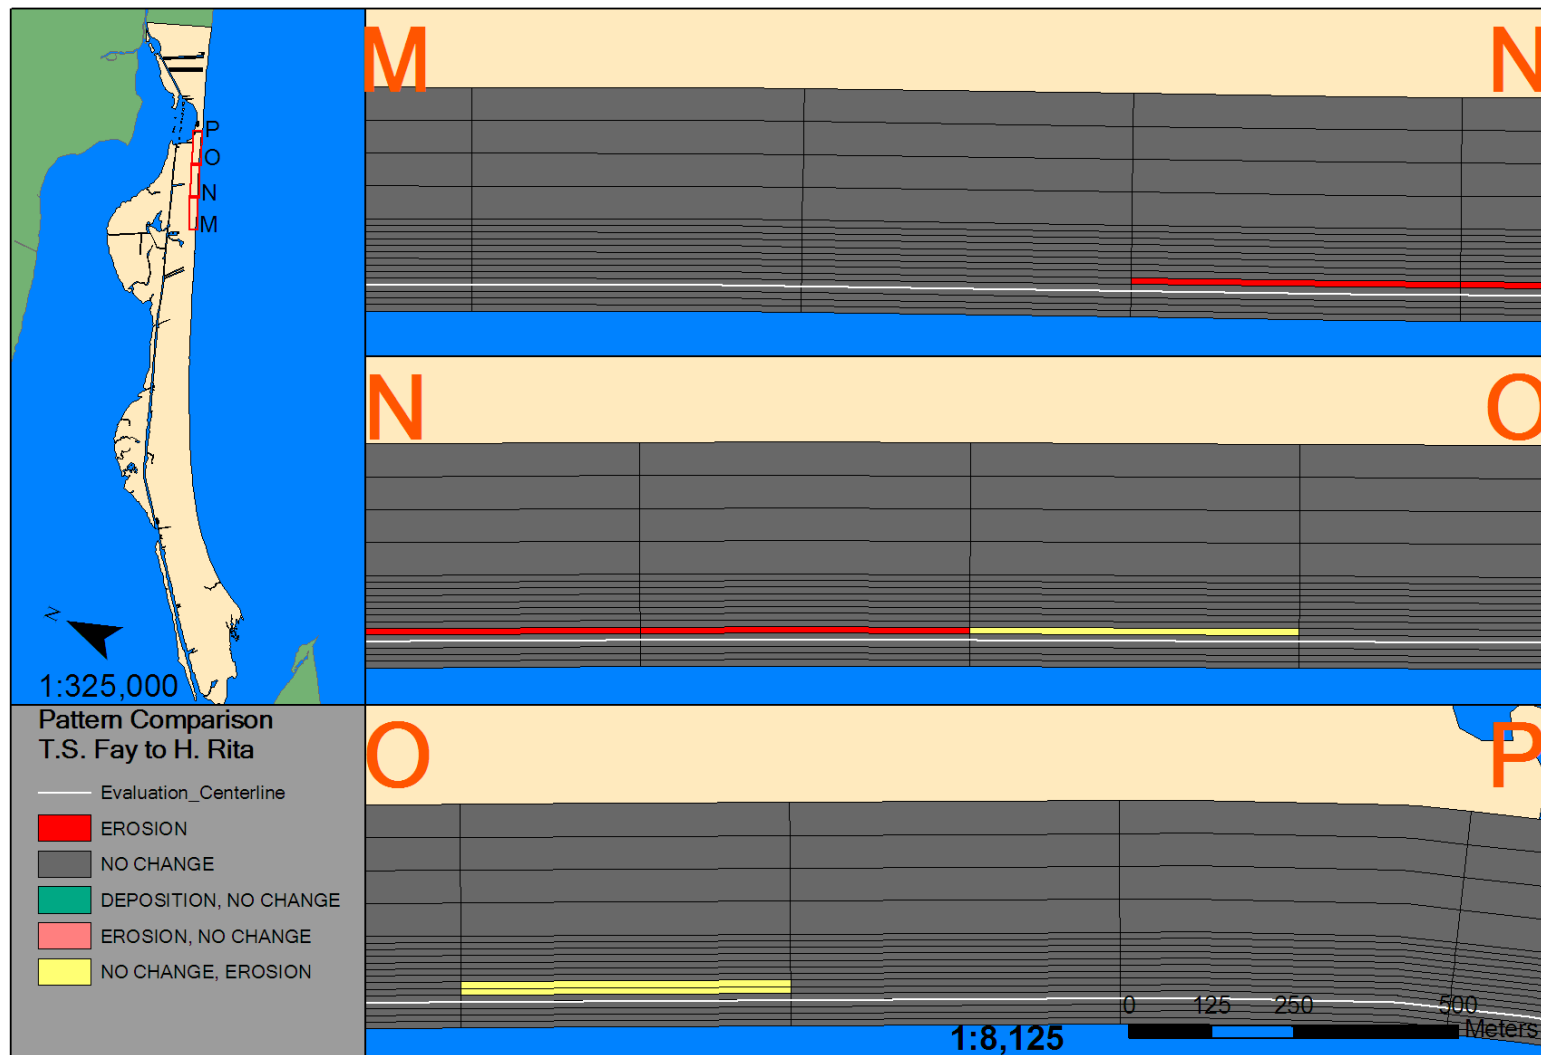 P
O
N
M
N
1:325,000
M
N
N
O
O
P
Pattern Comparison
T.S. Fay to H. Rita
Evaluation_Centerline
EROSION
NO CHANGE
DEPOSITION, NO CHANGE
EROSION, NO CHANGE
NO CHANGE, EROSION
0 125 250 500
Meters
1:8,125